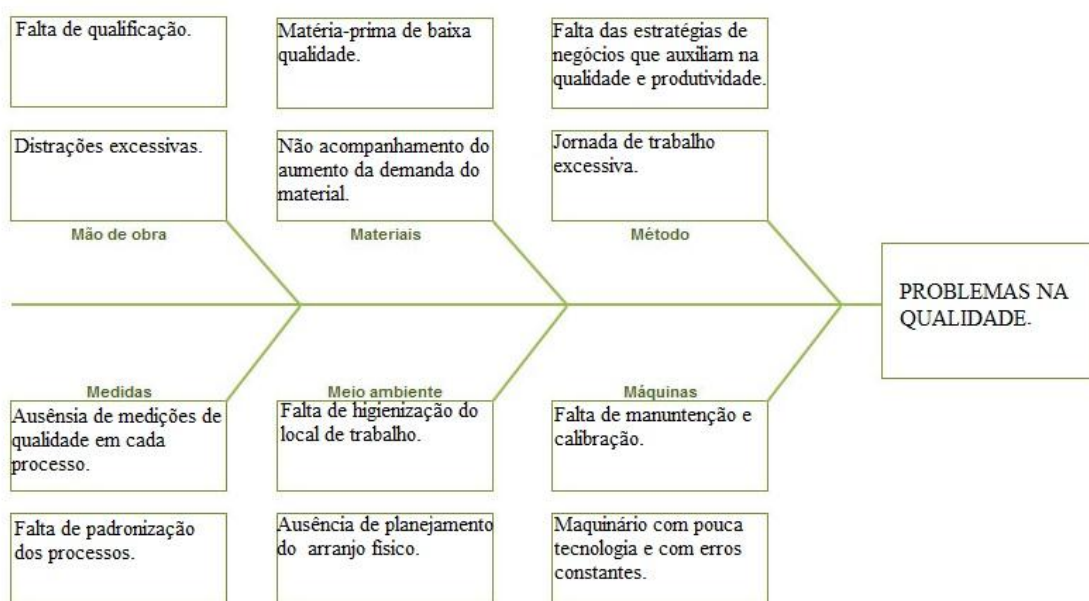 Falta de qualificação.
Distrações excessivas.
Mão de obra
Matéria-prima de baixa
qualidade.
Não acompanhamento do
aumento da demanda do
material.
Materiais
Falta das estratégias de
negócios que auxiliam na
qualidade e produtividade.
Jornada de trabalho
excessiva.
Método
PROBLEMAS NA
QUALIDADE.
Medidas
Ausênsia de medições de
qualidade em cada
processo.
Falta de padronização
dos processos.
Meio ambiente
Falta de higienização do
local de trabalho.
Ausência de planejamento
do arranjo físico.
Máquinas
Falta de manuntenção e
calibração.
Maquinário com pouca
tecnologia e com erros
constantes.